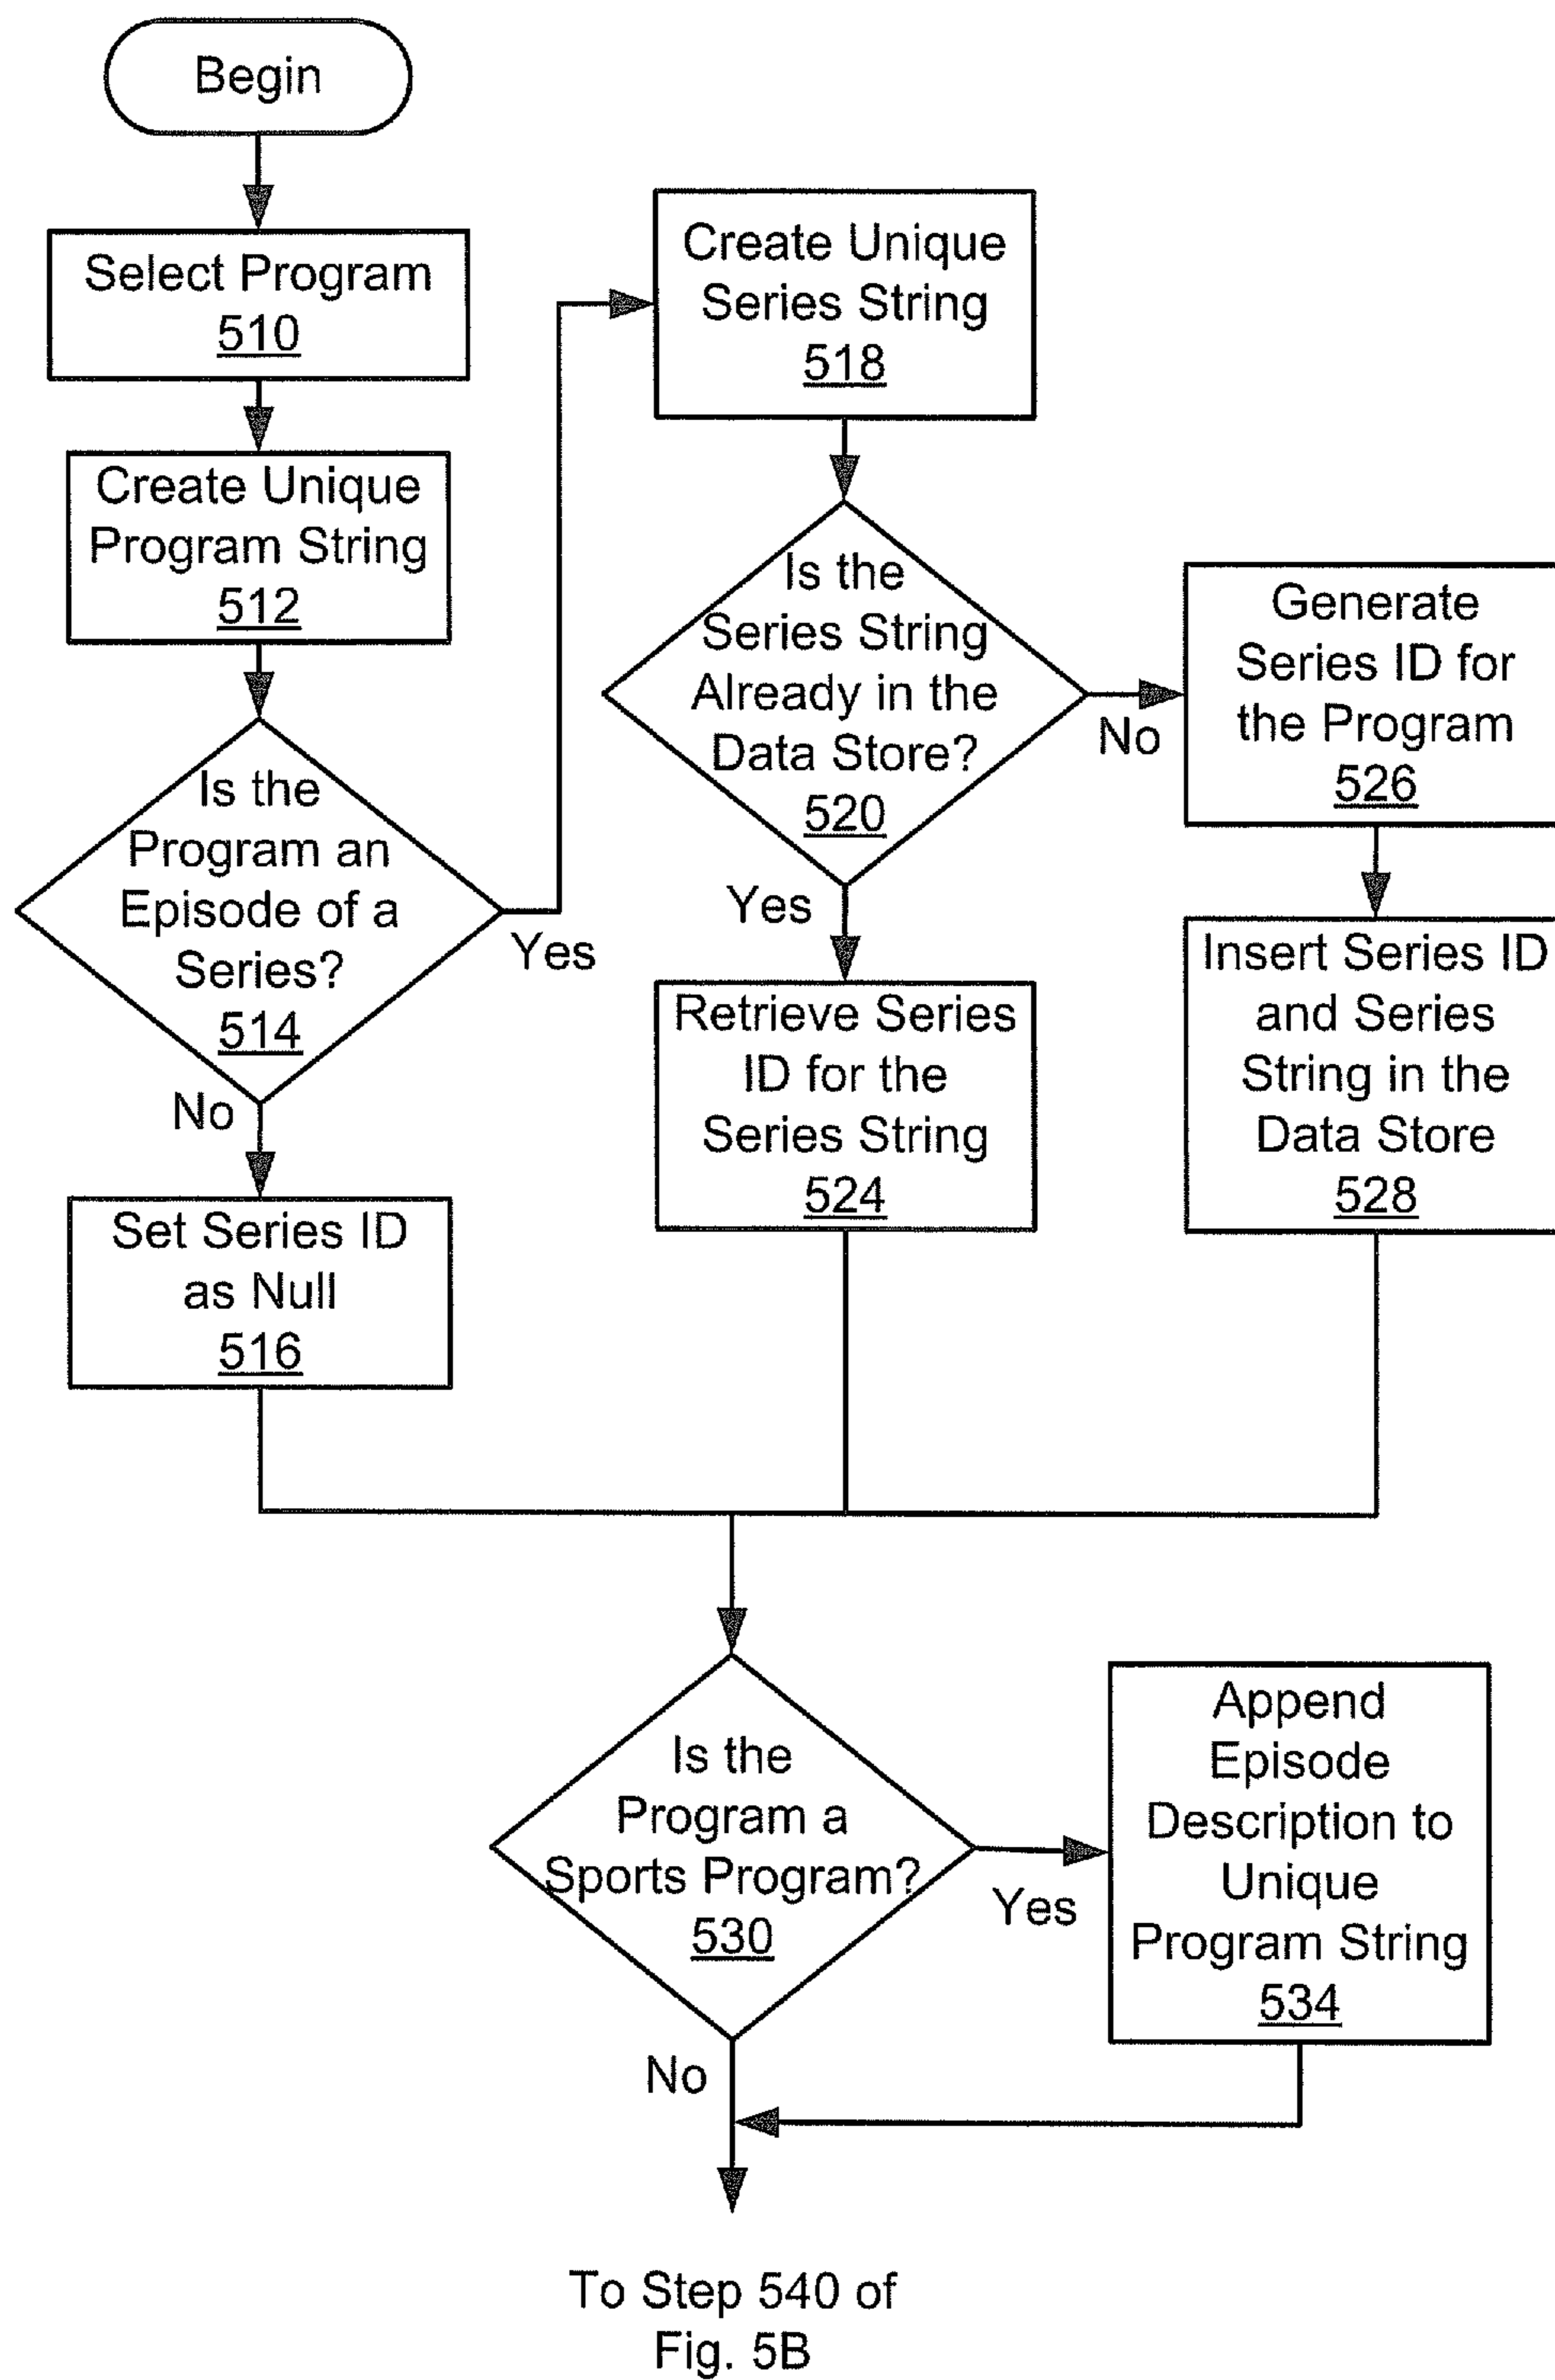 Begin
Select Program
510
Create Unique
Program String
512
Is the
Program an
Episode of a
Series?
514
Yes
No
Set Series ID
as Null
516
Create Unique
Series String
518
Is the
Series String
Already in the
Data Store?
520
No
Yes
Retrieve Series
ID for the
Series String
524
Generate
Series ID for
the Program
526
Insert Series ID
and Series
String in the
Data Store
528
Is the
Program a
Sports Program?
530
Yes
No
Append
Episode
Description to
Unique
Program String
534
To Step 540 of
Fig. 5B